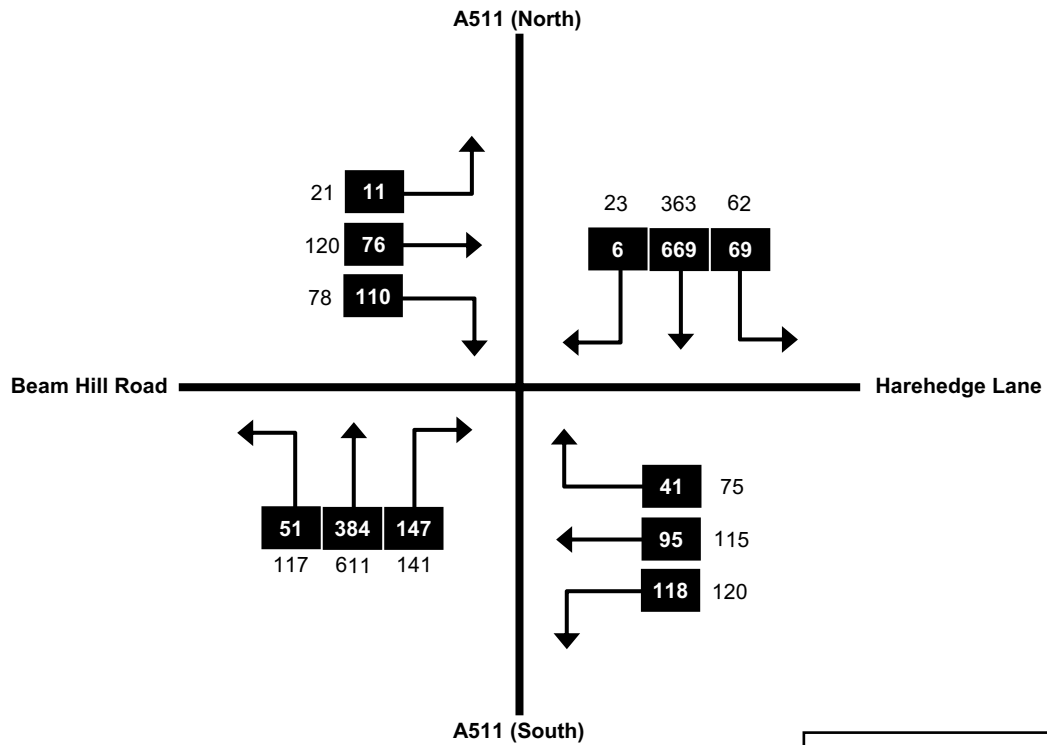 A511 (North)
21 11
120 76
78 110
23 363 62
6 669 69
Beam Hill Road
Harehedge Lane
51 384 147
117 611 141
41 75
95 115
118 120
A511 (South)